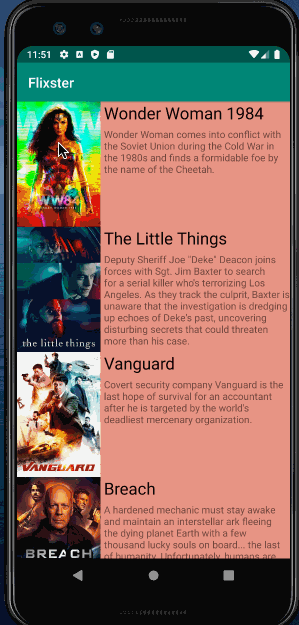 11:51
Flixster
Wonder Woman 1984
Wonder Woman comes into conflict with
the Soviet Union during the Cold War in
the 1980s and finds a formidable foe by
the name of the Cheetah.
WW84
The Little Things
Deputy Sheriff Joe "Deke" Deacon joins
forces with Sgt. Jim Baxter to search
for a serial killer who's terrorizing Los
Angeles. As they track the culprit, Baxter is
unaware that the investigation is dredging
up echoes of Deke's past, uncovering
disturbing secrets that could threaten
more than his case.
the little things
Vanguard
Covert security company Vanguard is the
last hope of survival for an accountant
after he is targeted by the world's
deadliest mercenary organization.
VANGUARD
Breach
A hardened mechanic must stay awake
and maintain an interstellar ark fleeing
the dying planet Earth with a few
thousand lucky souls on board... the last
of humanity. Unfortunately, humans are
BREACH